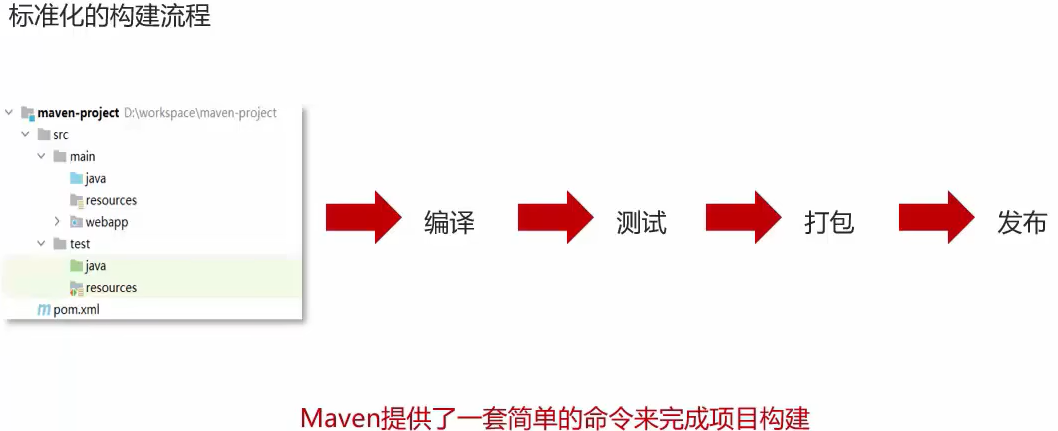 标准化的构建流程
maven-project D:\workspace\maven-project
src
main
java
resources
webapp
test
java
resources
pom.xml
编译
测试
打包
发布
Maven提供了一套简单的命令来完成项目构建